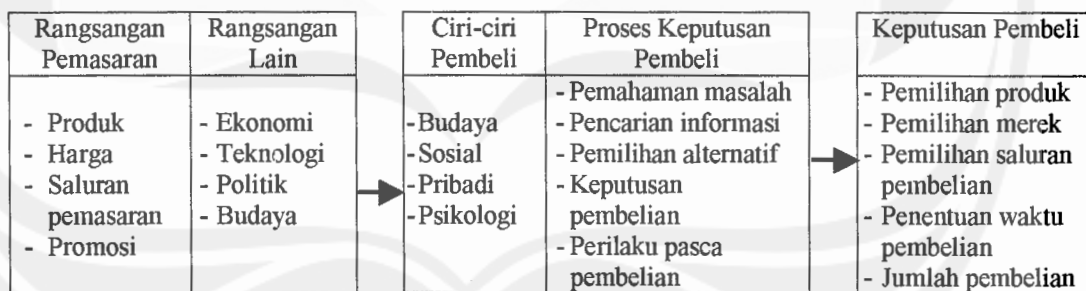 Rangsangan
Pemasaran
- Produk
- Harga
- Saluran
pemasaran
- Promosi
Rangsangan
Lain
- Ekonomi
- Teknologi
- Politik
- Budaya
Ciri-ciri
Pembeli
-Budaya
-Sosial
-Pribadi
-Psikologi
Proses Keputusan
Pembeli
- Pemahaman masalah
- Pencarian informasi
- Pemilihan alternatif
- Keputusan
pembelian
- Perilaku pasca
pembelian
Keputusan Pembeli
- Pemilihan produk
- Pemilihan merek
- Pemilihan saluran
pembelian
- Penentuan waktu
pembelian
- Jumlah pembelian